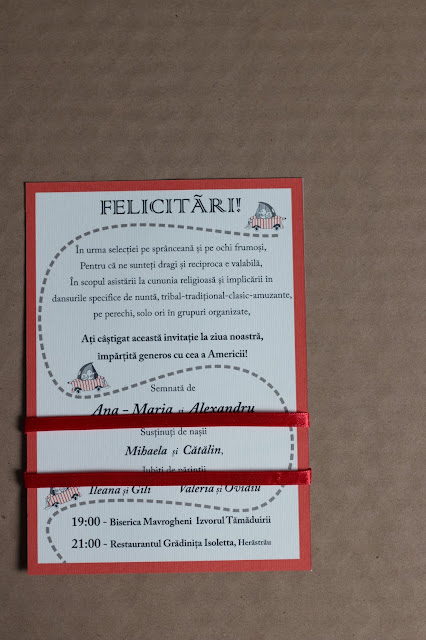 FELICITĂRI!
În urma selecției pe sprânceană și pe ochi frumoși,
Pentru că ne sunteți dragi și reciproca e valabilă,
În scopul asistării la cununia religioasă și implicării în
dansurile specifice de nuntă, tribal-tradițional-clasic-amuzante,
pe perechi, solo ori în grupuri organizate,
Ați câștigat această invitație la ziua noastră,
împărțită generos cu cea a Americii!
Semnată de
Ana - Maria și Alexandru
Susținuți de nașii
Mihaela și Cătălin,
Iubiți de părinții
Ileana și Gili Valeria și Ovidiu
19:00 - Biserica Mavrogheni Izvorul Tămăduirii
21:00 - Restaurantul Grădinița Isoletta, Herăstrău